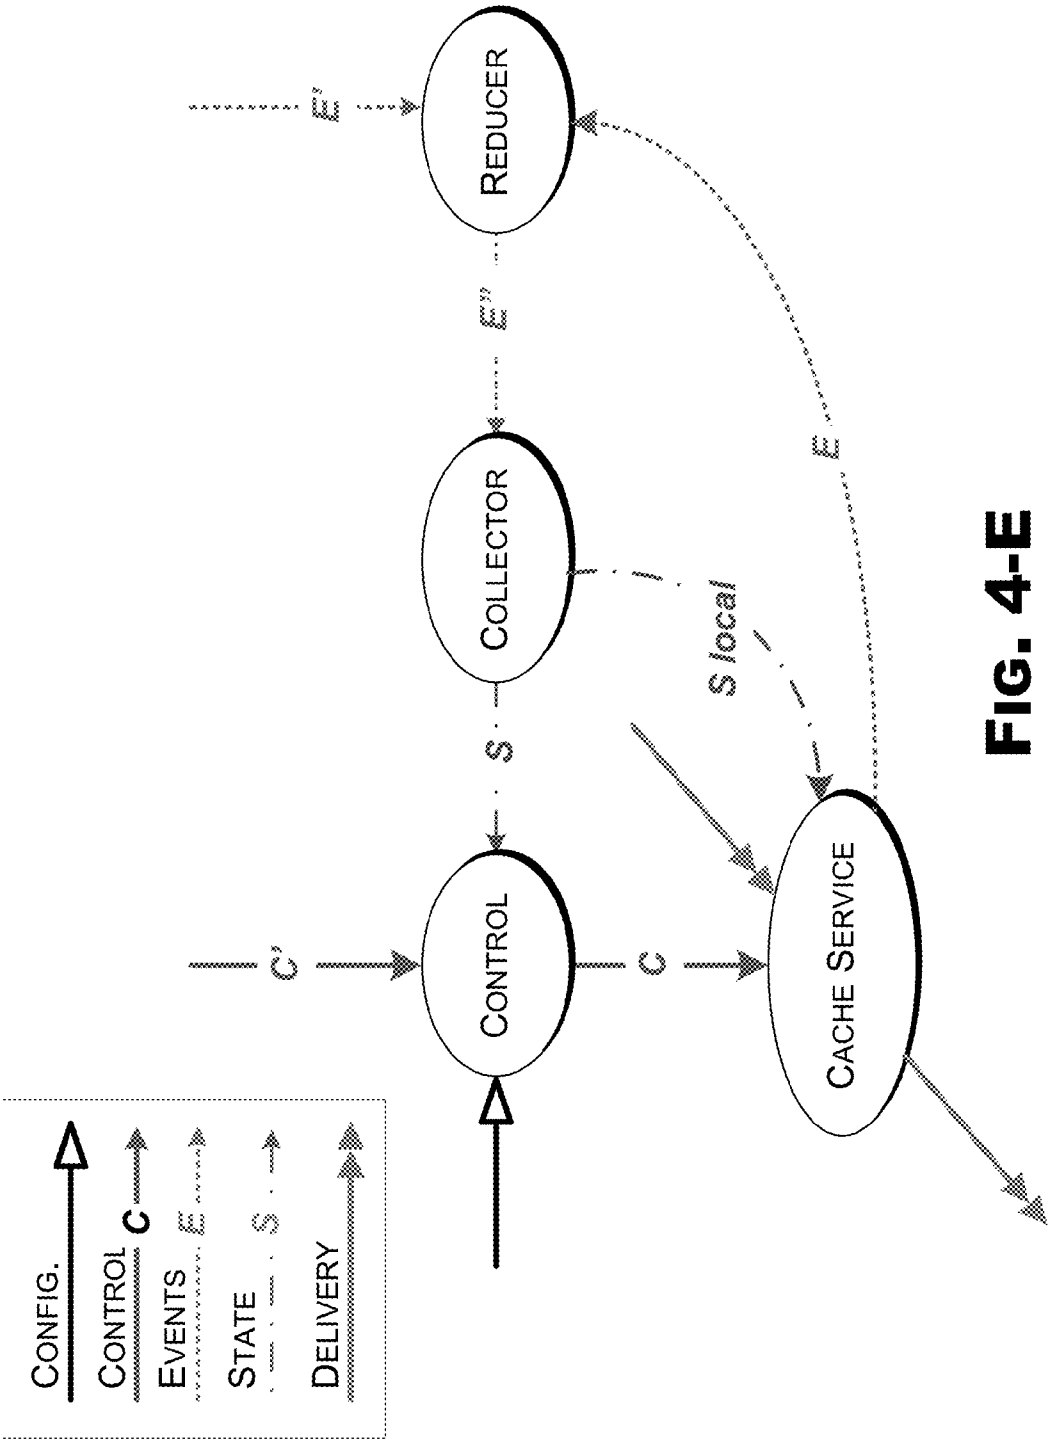 CONFIG.
CONTROL
C
EVENTS
E
STATE
S
DELIVERY
C'
E'
CONTROL
S
COLLECTOR
E''
REDUCER
C
S local
CACHE SERVICE
E
FIG. 4-E